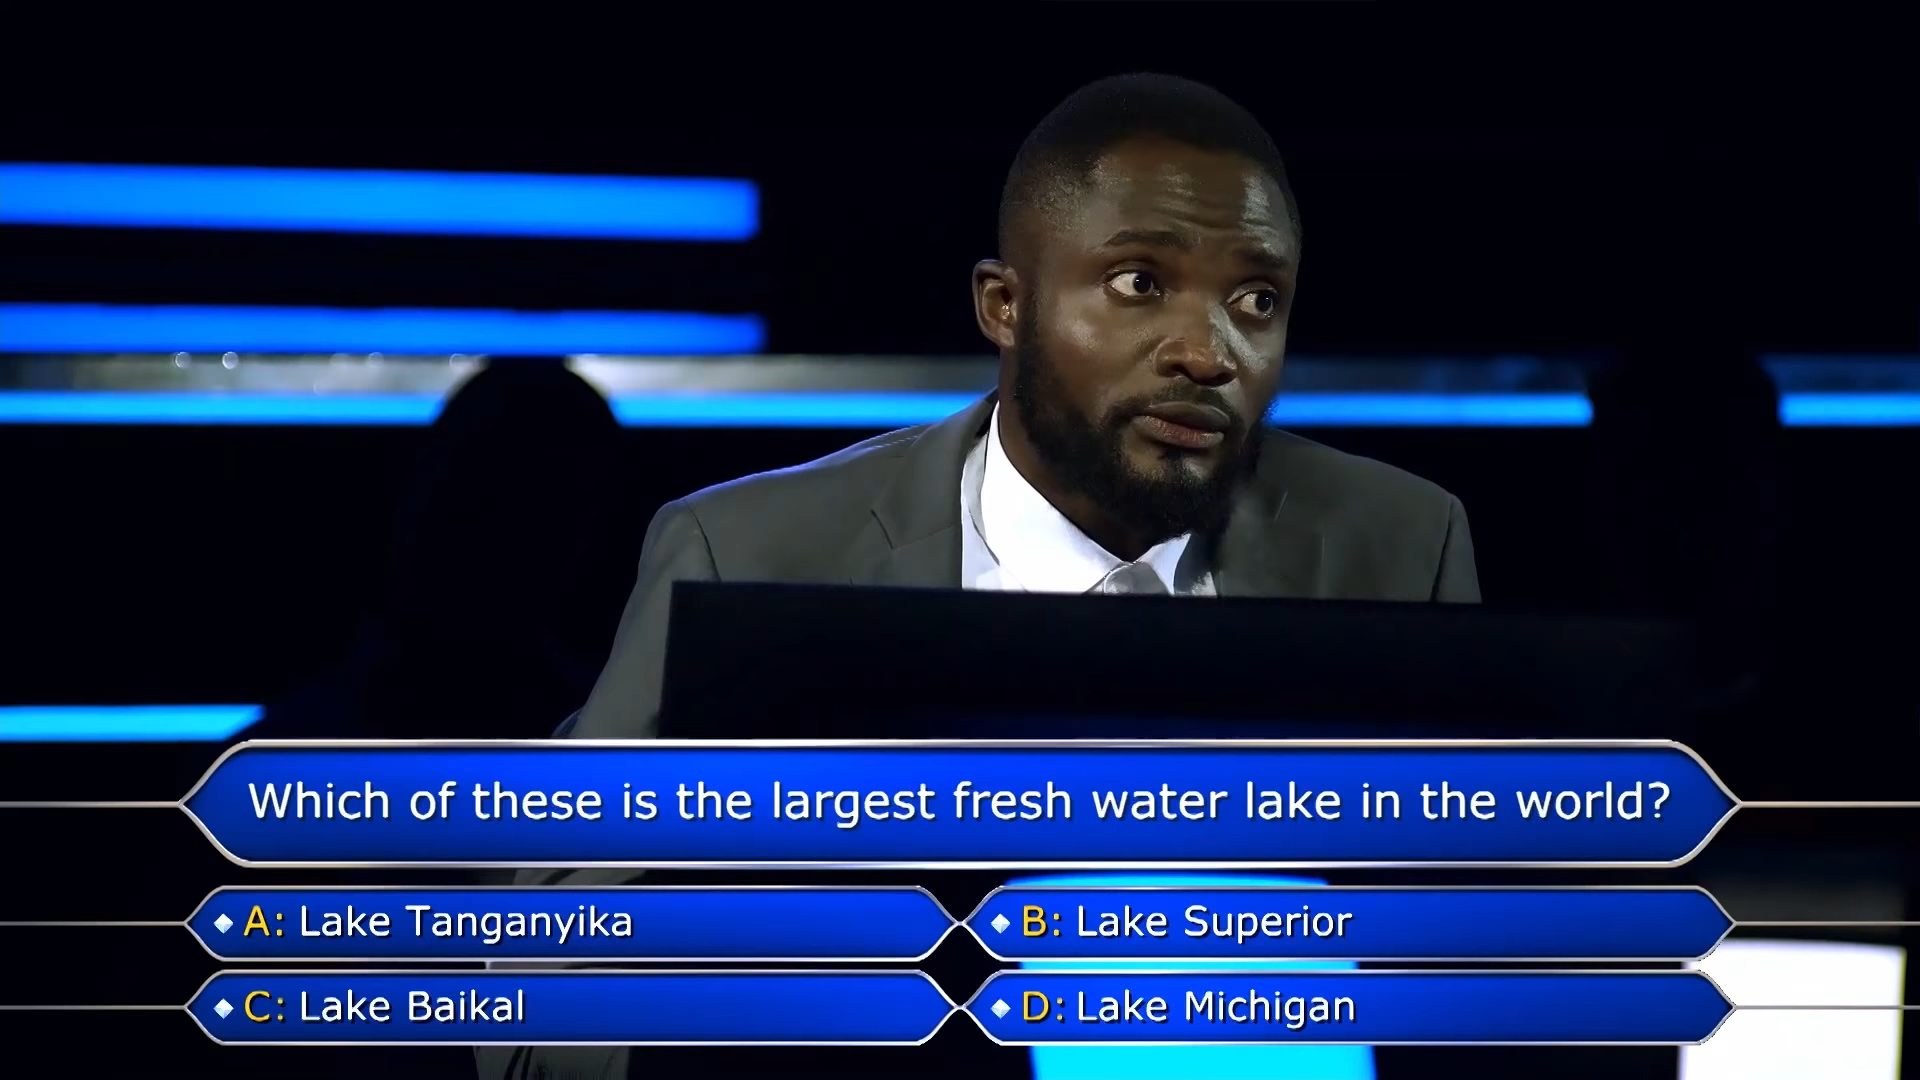 Which of these is the largest fresh water lake in the world?
A: Lake Tanganyika
B: Lake Superior
C: Lake Baikal
D: Lake Michigan